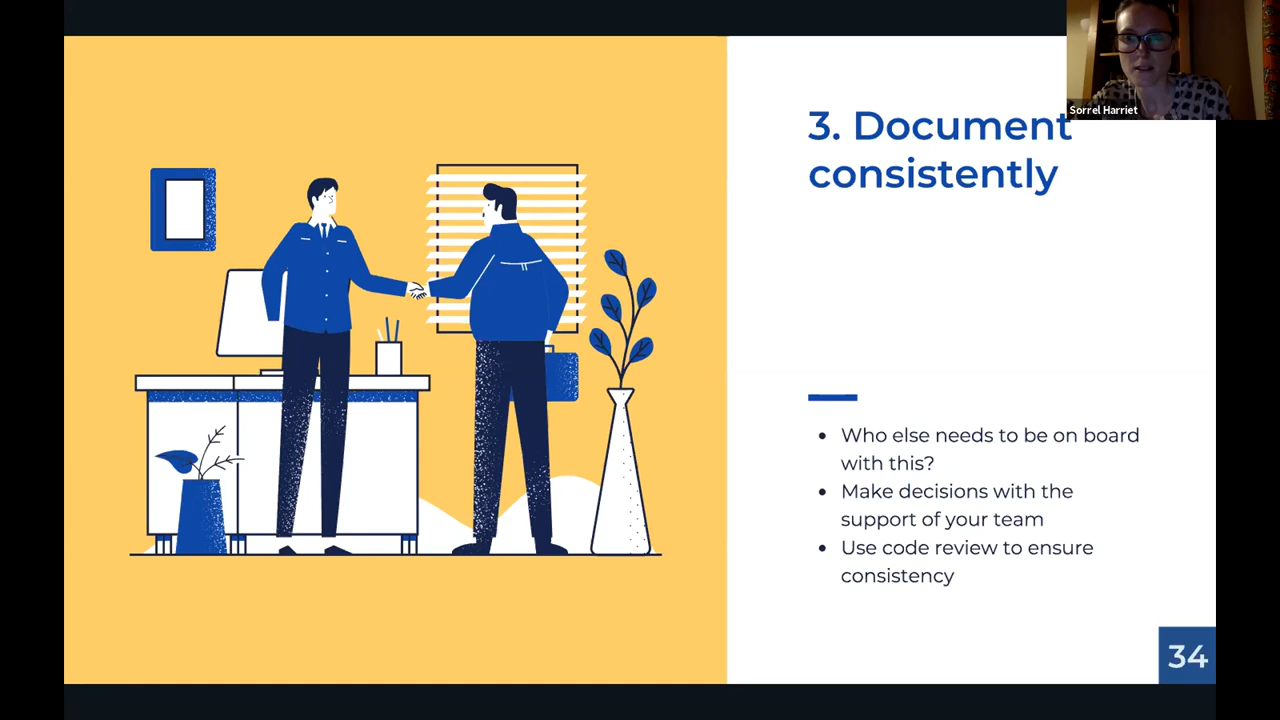 Sorrel Harriet
3. Document
consistently
• Who else needs to be on board
with this?
• Make decisions with the
support of your team
• Use code review to ensure
consistency
34